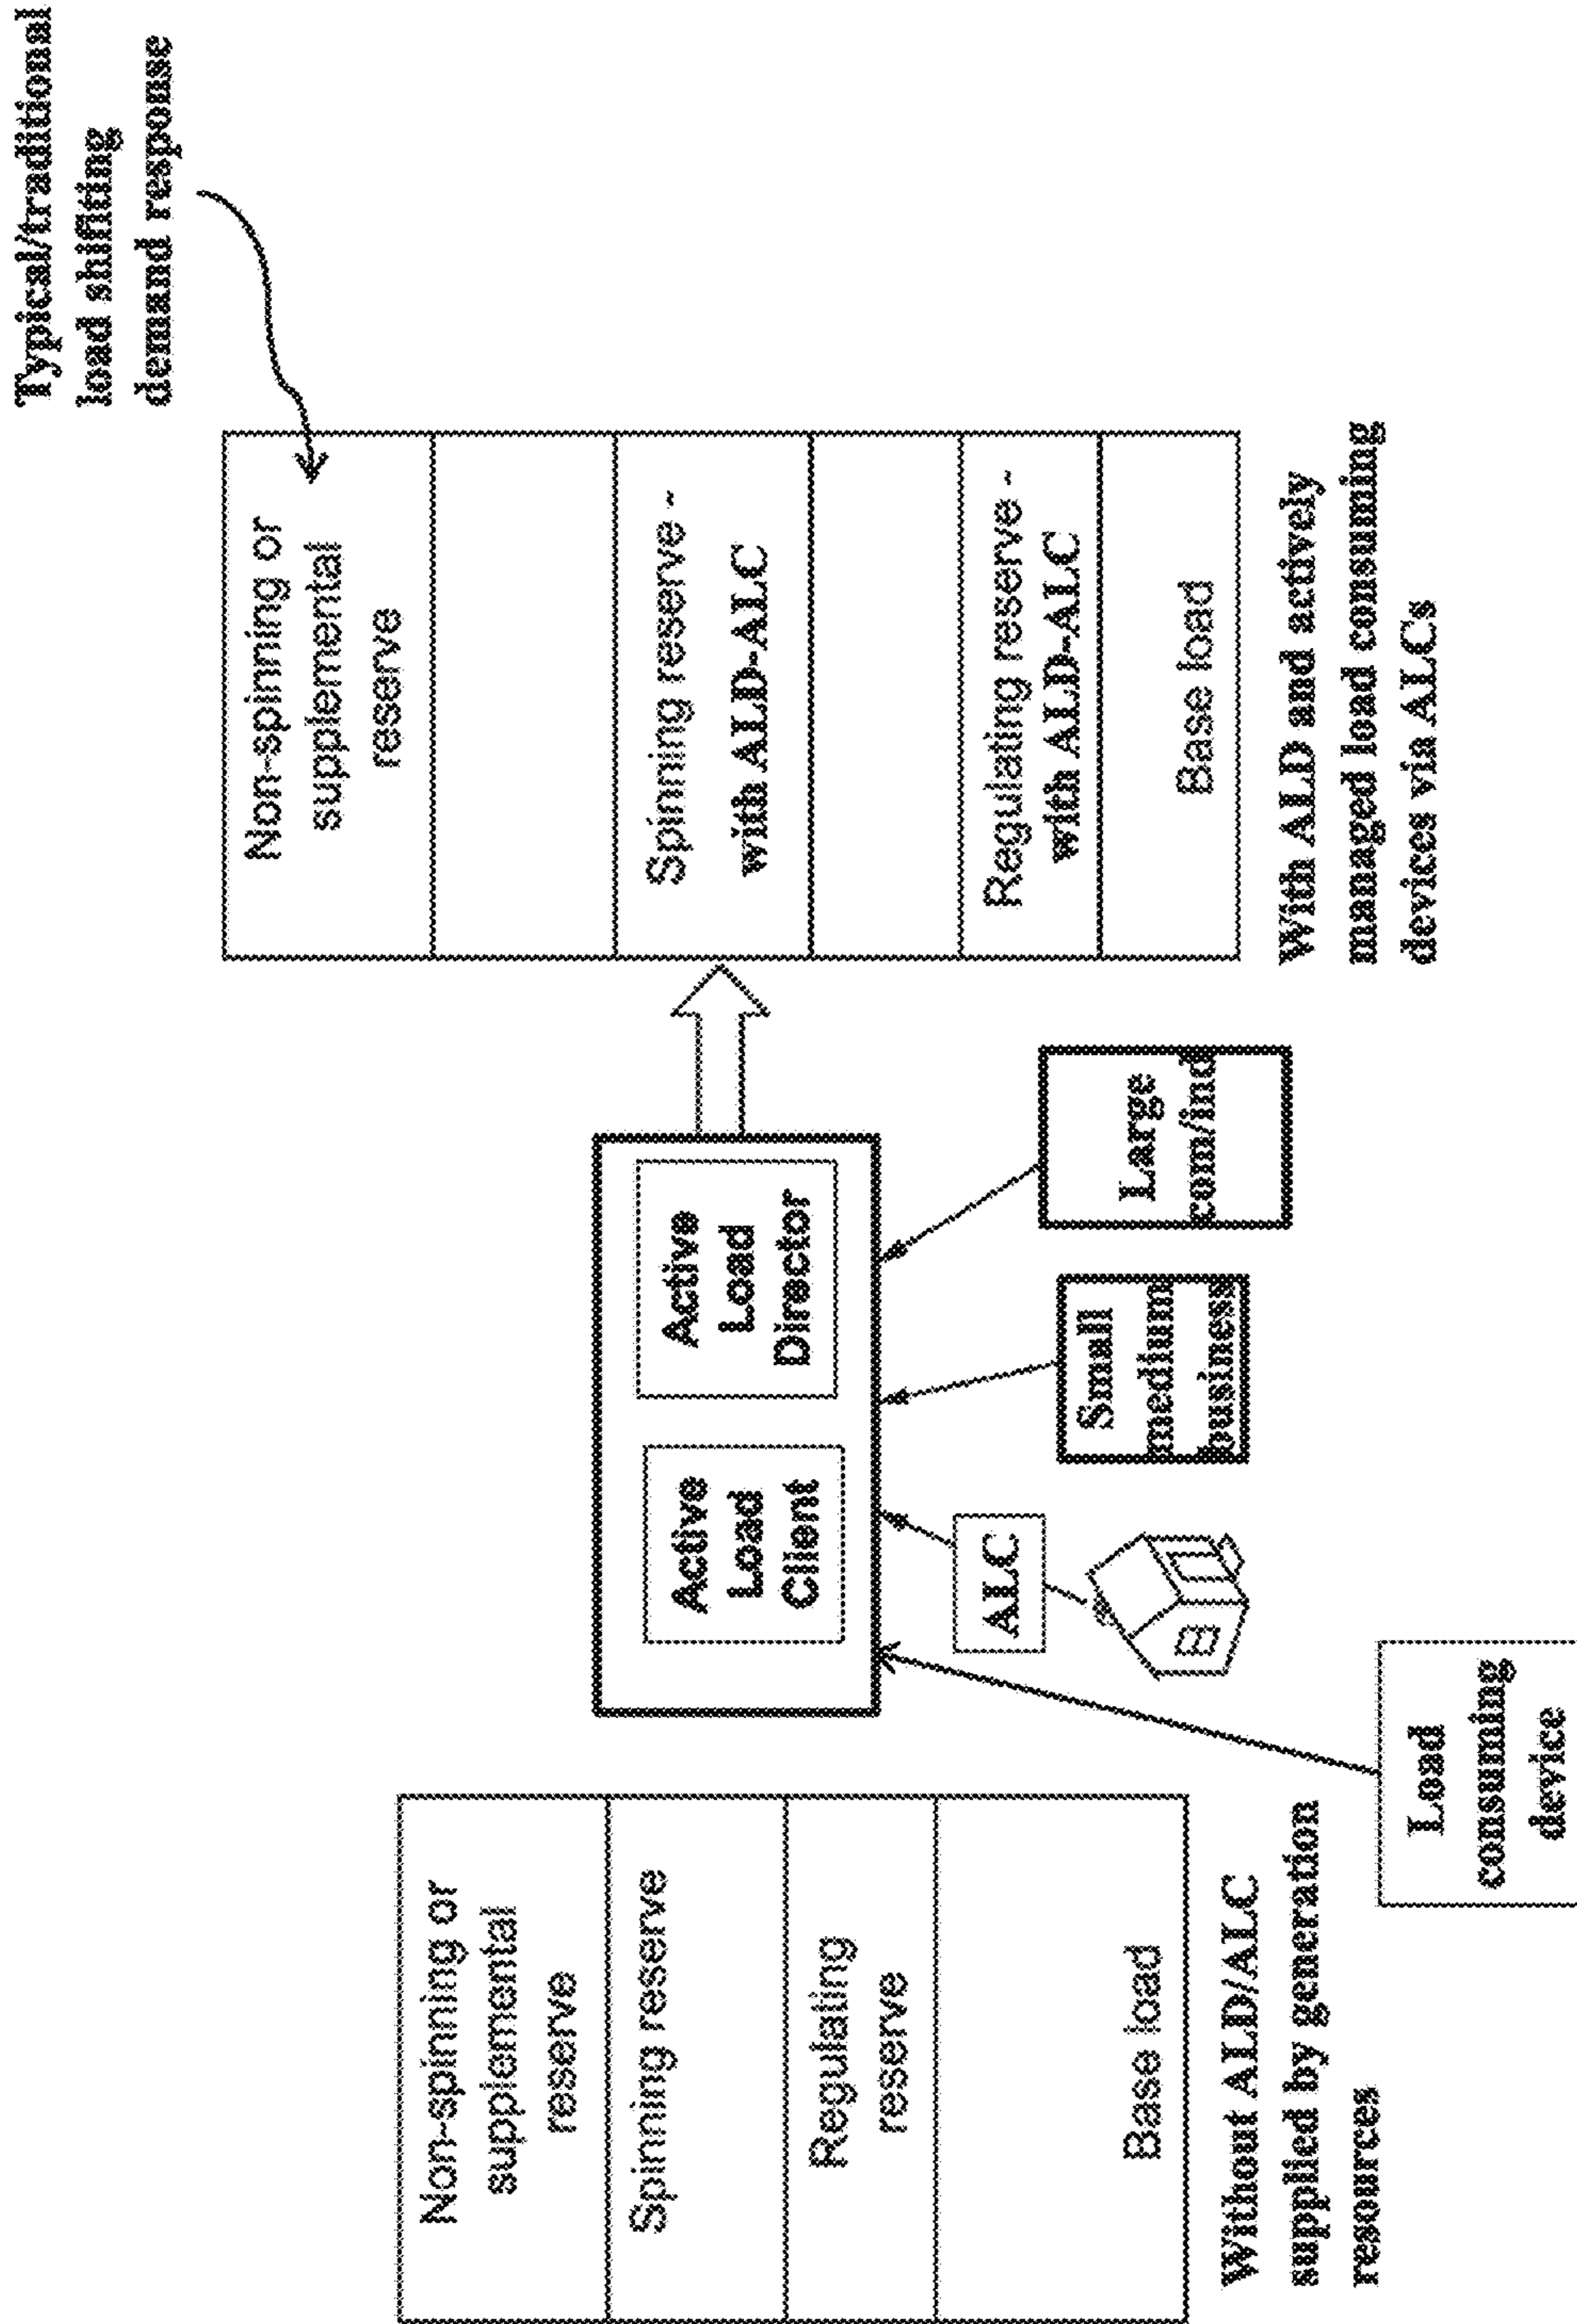 Non-spinning or
supplemental
reserve
Spinning reserve
Regulating
reserve
Base load
Without ALD/ALC
supplied by generation
resources
Load
consuming
device
Active
Load
Client
Active
Load
Director
ALC
Small
medium
business
Large
com/ind
Typical/traditional
load shifting
demand response
Non-spinning or
supplemental
reserve
Spinning reserve -
with ALD-ALC
Regulating reserve -
with ALD-ALC
Base load
With ALD and actively
managed load consuming
devices via ALCs